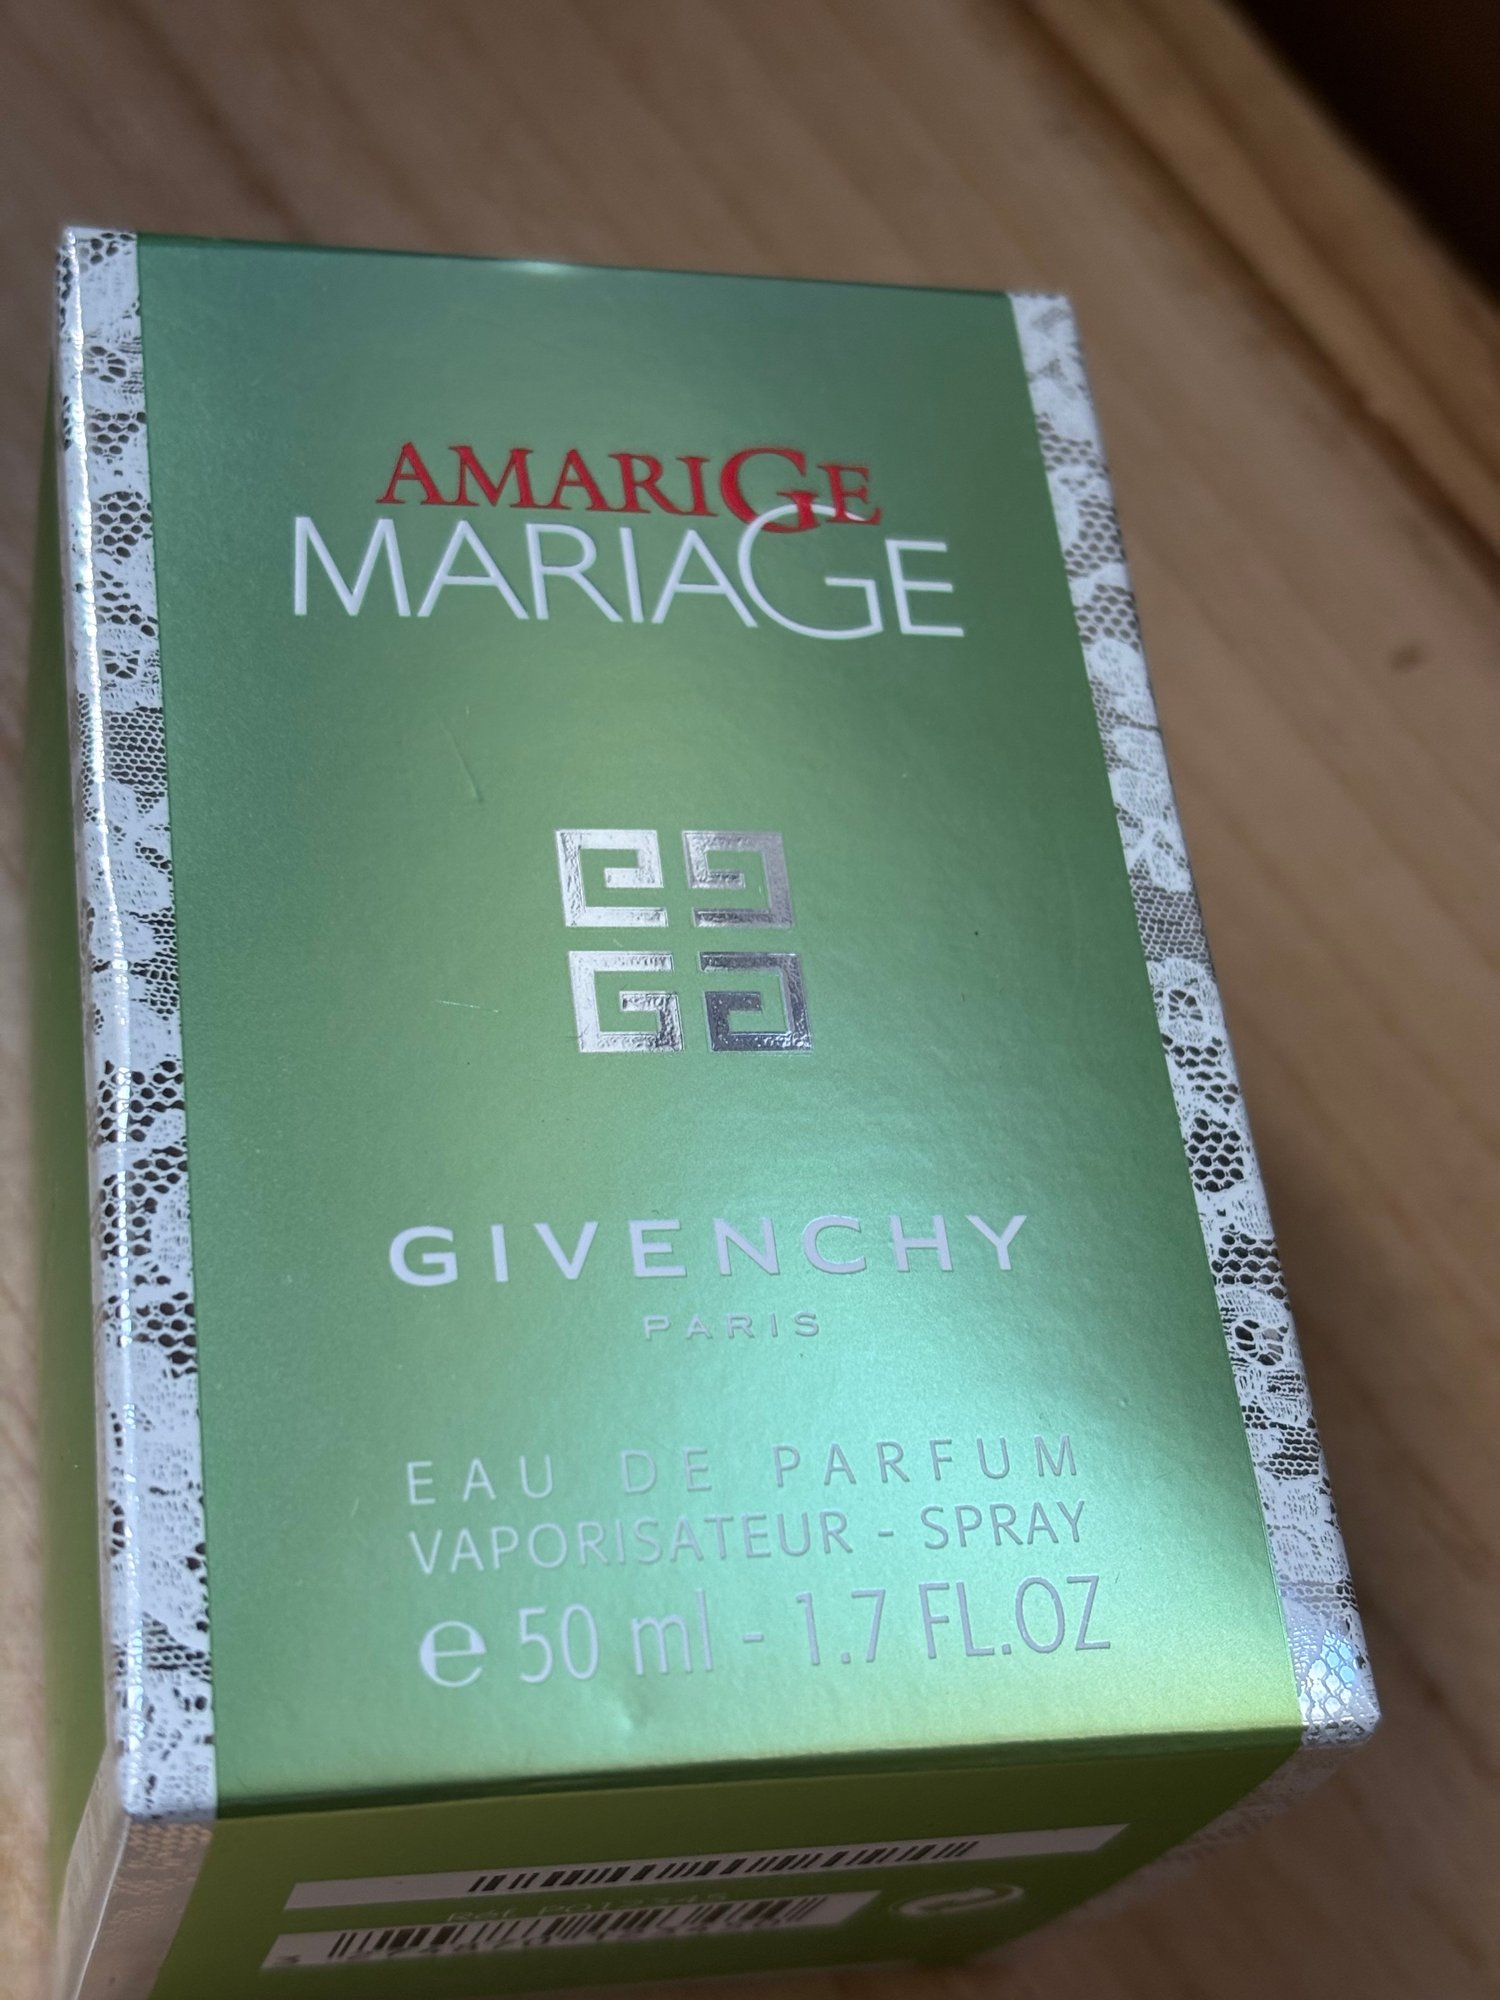 AMARIGE
MARIAGE
GIVENCHY
PARIS
EAU DE PARFUM
VAPORISATEUR - SPRAY
℮ 50 ml - 1.7 FL.OZ